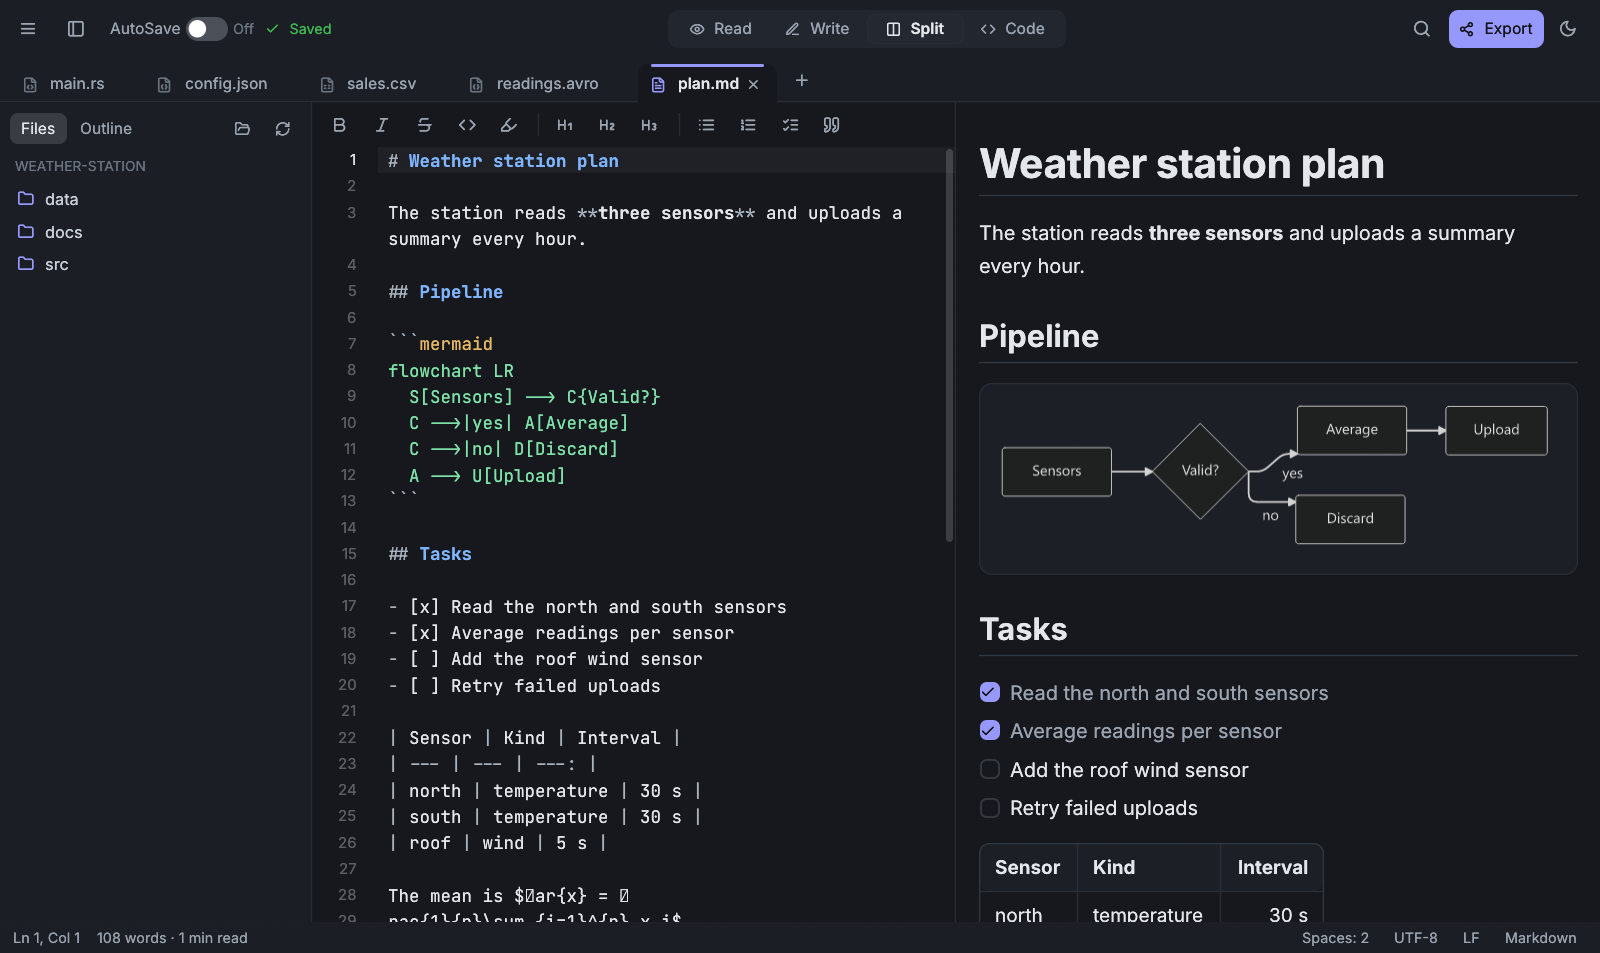 AutoSave Off Saved Read Write Split Code Export
main.rs config.json sales.csv readings.avro plan.md
Files Outline
WEATHER-STATION
data
docs
src
H1 H2 H3
1 # Weather station plan
2
3 The station reads **three sensors** and uploads a
summary every hour.
4
5 ## Pipeline
6
7 ```mermaid
8 flowchart LR
9 S[Sensors] --> C{Valid?}
10 C -->|yes| A[Average]
11 C -->|no| D[Discard]
12 A --> U[Upload]
13 ```
14
15 ## Tasks
16
17 - [x] Read the north and south sensors
18 - [x] Average readings per sensor
19 - [ ] Add the roof wind sensor
20 - [ ] Retry failed uploads
21
22 | Sensor | Kind | Interval |
23 | --- | --- | ---: |
24 | north | temperature | 30 s |
25 | south | temperature | 30 s |
26 | roof | wind | 5 s |
27
28 The mean is $ar{x} =
29 rac{1}{n}\sum_{i=1}^{n} x_i$
Weather station plan
The station reads three sensors and uploads a summary
every hour.
Pipeline
Sensors
Valid?
yes
no
Average
Upload
Discard
Tasks
Read the north and south sensors
Average readings per sensor
Add the roof wind sensor
Retry failed uploads
Sensor Kind Interval
north temperature 30 s
Ln 1, Col 1 108 words · 1 min read Spaces: 2 UTF-8 LF Markdown